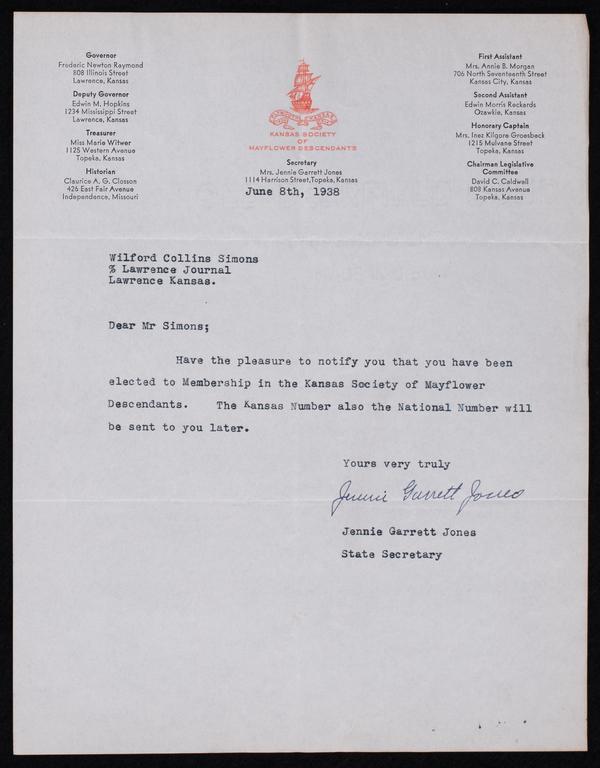 Governor
Frederic Newton Raymond
808 Illinois Street
Lawrence, Kansas
Deputy Governor
Edwin M. Hopkins
1234 Mississippi Street
Lawrence, Kansas
Treasurer
Miss Marie Witwer
1125 Western Avenue
Topeka, Kansas
Historian
Claurice A. G. Closson
426 East Fair Avenue
Independence, Missouri
KANSAS SOCIETY
OF
MAYFLOWER DESCENDANTS
Secretary
Mrs. Jennie Garrett Jones
1114 Harrison Street, Topeka, Kansas
First Assistant
Mrs. Annie B. Morgan
706 North Seventeenth Street
Kansas City, Kansas
Second Assistant
Edwin Morris Reckards
Ozawkie, Kansas
Honorary Captain
Mrs. Inez Kilgore Groesbeck
1215 Mulvane Street
Topeka, Kansas
Chairman Legislative
Committee
David C. Caldwell
808 Kansas Avenue
Topeka, Kansas
June 8th, 1938
Wilford Collins Simons
% Lawrence Journal
Lawrence Kansas.
Dear Mr Simons;
Have the pleasure to notify you that you have been
elected to Membership in the Kansas Society of Mayflower
Descendants. The Kansas Number also the National Number will
be sent to you later.
Yours very truly
Jennie Garrett Jones
Jennie Garrett Jones
State Secretary